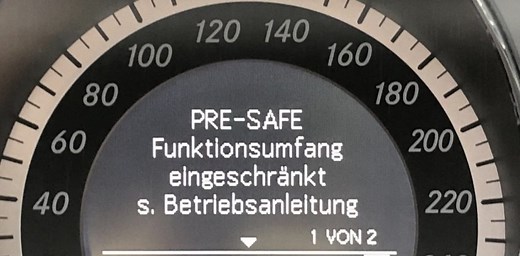 120 140
100 160
80 180
60 200
40 220
PRE-SAFE
Funktionsumfang
eingeschränkt
s. Betriebsanleitung
1 VON 2